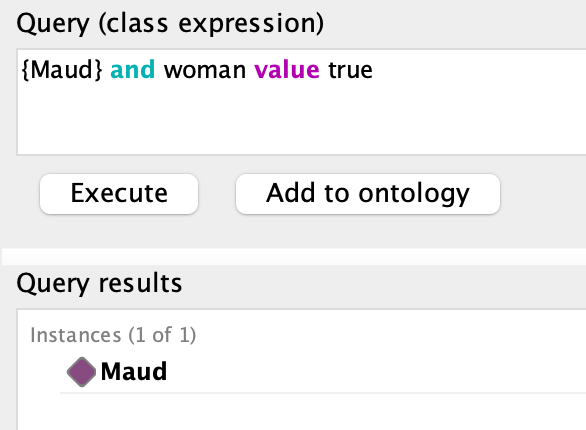 Query (class expression)
{Maud} and woman value true
Execute
Add to ontology
Query results
Instances (1 of 1)
Maud